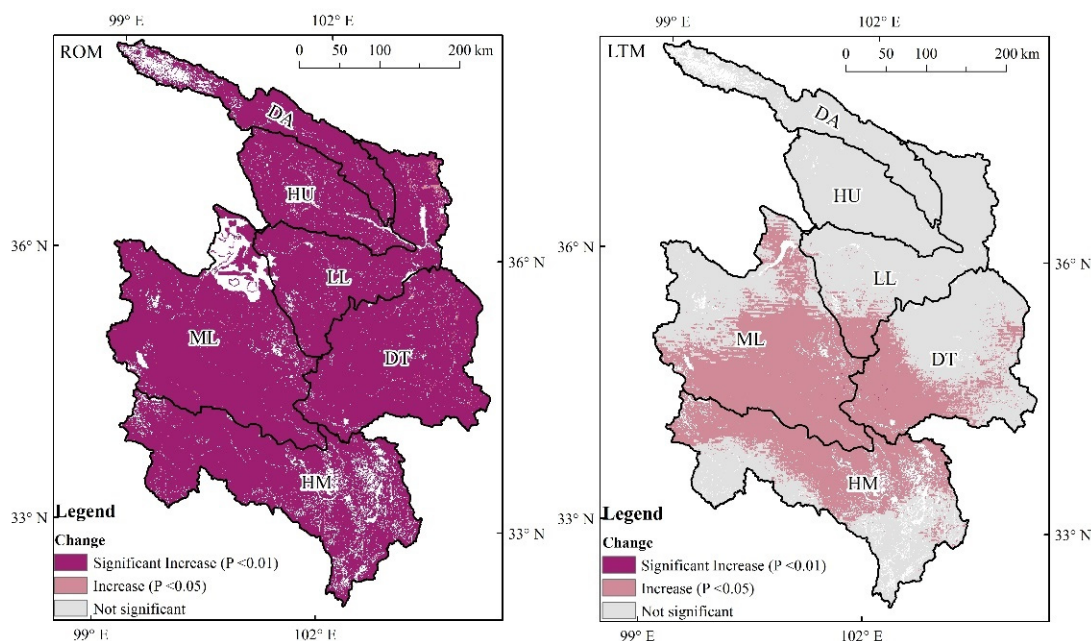 99° E
102° E
ROM
0 50 100 200 km
DA
HU
36° N
36° N
LL
ML
DT
HM
33° N
33° N
Legend
Change
Significant Increase (P <0.01)
Increase (P <0.05)
Not significant
99° E
102° E
99° E
102° E
LTM
0 50 100 200 km
DA
HU
36° N
36° N
LL
ML
DT
HM
33° N
33° N
Legend
Change
Significant Increase (P <0.01)
Increase (P <0.05)
Not significant
99° E
102° E